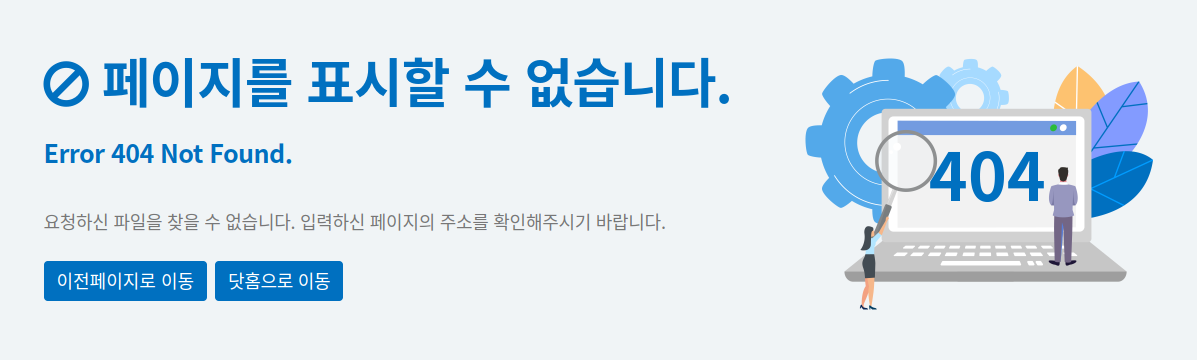 페이지를 표시할 수 없습니다.
Error 404 Not Found.
요청하신 파일을 찾을 수 없습니다. 입력하신 페이지의 주소를 확인해주시기 바랍니다.
이전페이지로 이동 닷홈으로 이동
404